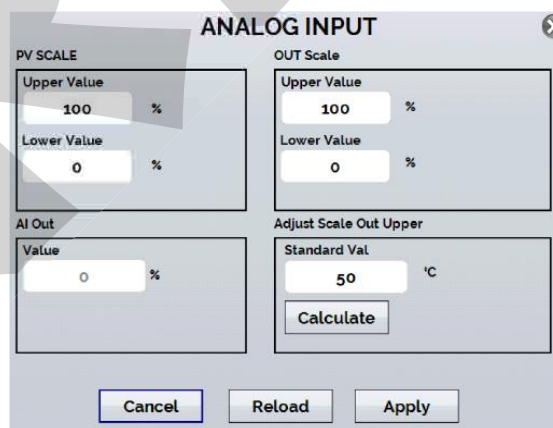 ANALOG INPUT
PV SCALE
Upper Value
100 %
Lower Value
0 %
OUT Scale
Upper Value
100 %
Lower Value
0 %
AI Out
Value
0 %
Adjust Scale Out Upper
Standard Val
50 °C
Calculate
Cancel Reload Apply